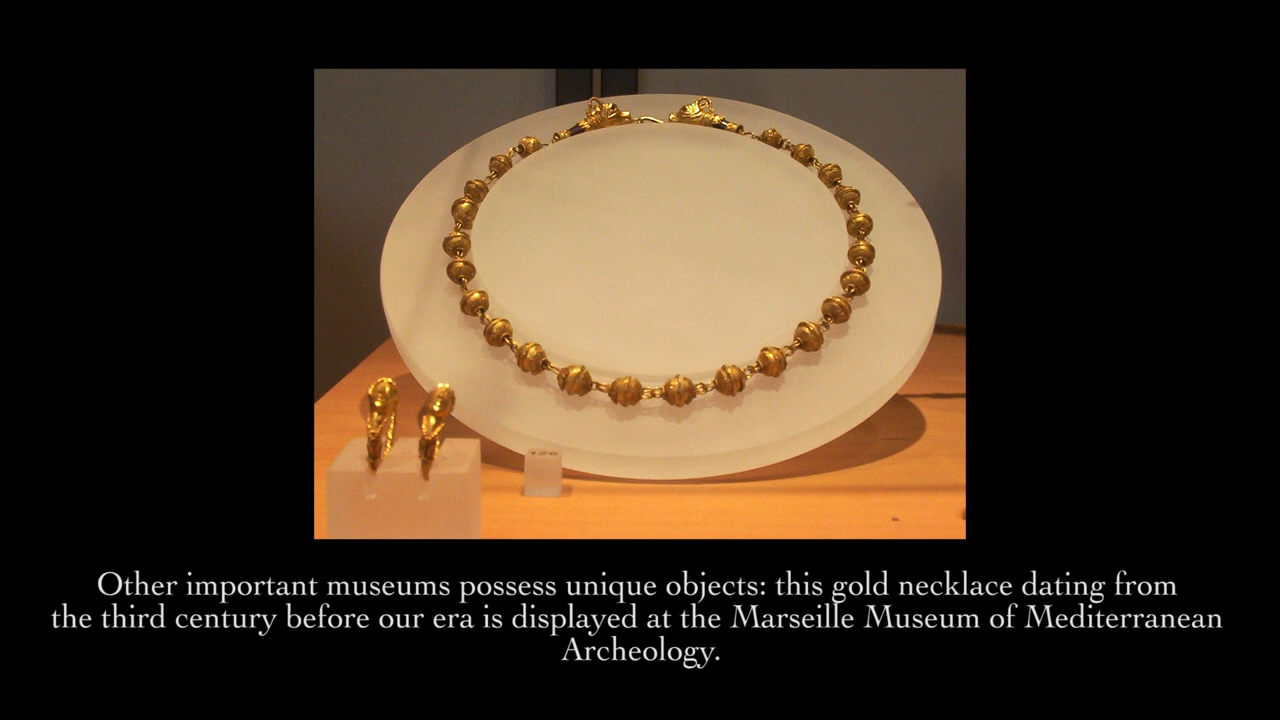 126
Other important museums possess unique objects: this gold necklace dating from
the third century before our era is displayed at the Marseille Museum of Mediterranean
Archeology.